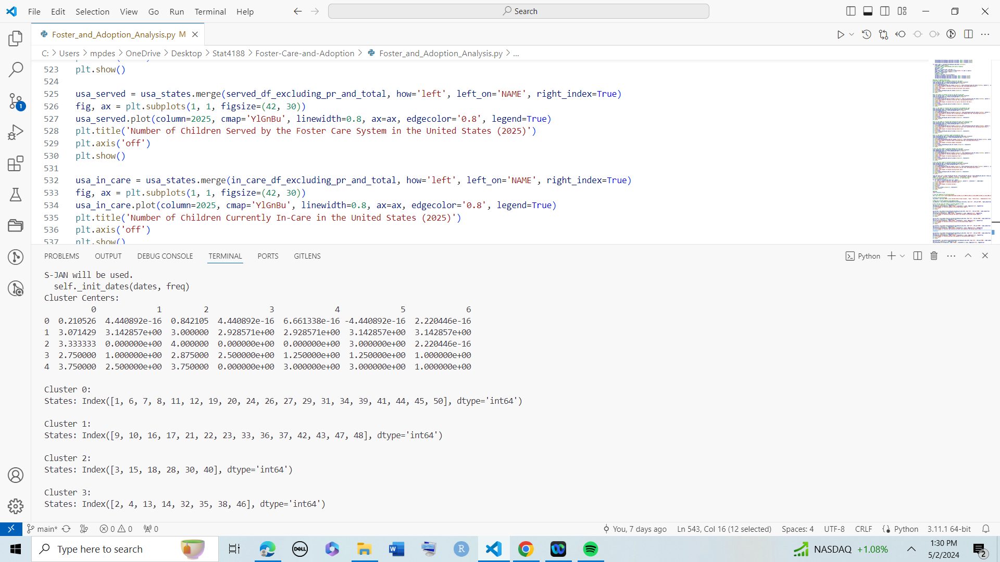 File Edit Selection View Go Run Terminal Help
Search
Foster_and_Adoption_Analysis.py M
C: > Users > mpdes > OneDrive > Desktop > Stat4188 > Foster-Care-and-Adoption > Foster_and_Adoption_Analysis.py > ...
523 plt.show()
524
525 usa_served = usa_states.merge(served_df_excluding_pr_and_total, how='left', left_on='NAME', right_index=True)
526 fig, ax = plt.subplots(1, 1, figsize=(42, 30))
527 usa_served.plot(column=2025, cmap='YlGnBu', linewidth=0.8, ax=ax, edgecolor='0.8', legend=True)
528 plt.title('Number of Children Served by the Foster Care System in the United States (2025)')
529 plt.axis('off')
530 plt.show()
531
532 usa_in_care = usa_states.merge(in_care_df_excluding_pr_and_total, how='left', left_on='NAME', right_index=True)
533 fig, ax = plt.subplots(1, 1, figsize=(42, 30))
534 usa_in_care.plot(column=2025, cmap='YlGnBu', linewidth=0.8, ax=ax, edgecolor='0.8', legend=True)
535 plt.title('Number of Children Currently In-Care in the United States (2025)')
536 plt.axis('off')
537 plt.show()
PROBLEMS OUTPUT DEBUG CONSOLE TERMINAL PORTS GITLENS
Python
S-JAN will be used.
self._init_dates(dates, freq)
Cluster Centers:
0 1 2 3 4 5 6
0 0.210526 4.440892e-16 0.842105 4.440892e-16 6.661338e-16 -4.440892e-16 2.220446e-16
1 3.071429 3.142857e+00 3.000000 2.928571e+00 2.928571e+00 3.142857e+00 3.142857e+00
2 3.333333 0.000000e+00 4.000000 0.000000e+00 0.000000e+00 3.000000e+00 2.220446e-16
3 2.750000 1.000000e+00 2.875000 2.500000e+00 1.250000e+00 1.250000e+00 1.000000e+00
4 3.750000 2.500000e+00 3.750000 0.000000e+00 3.000000e+00 3.000000e+00 1.000000e+00
Cluster 0:
States: Index([1, 6, 7, 8, 11, 12, 19, 20, 24, 26, 27, 29, 31, 34, 39, 41, 44, 45, 50], dtype='int64')
Cluster 1:
States: Index([9, 10, 16, 17, 21, 22, 23, 33, 36, 37, 42, 43, 47, 48], dtype='int64')
Cluster 2:
States: Index([3, 15, 18, 28, 30, 40], dtype='int64')
Cluster 3:
States: Index([2, 4, 13, 14, 32, 35, 38, 46], dtype='int64')
1
main* 0 0 0
You, 7 days ago Ln 543, Col 16 (12 selected) Spaces: 4 UTF-8 CRLF Python 3.11.1 64-bit
Type here to search
DELL
W
R
NASDAQ +1.08%
1:30 PM
5/2/2024
2